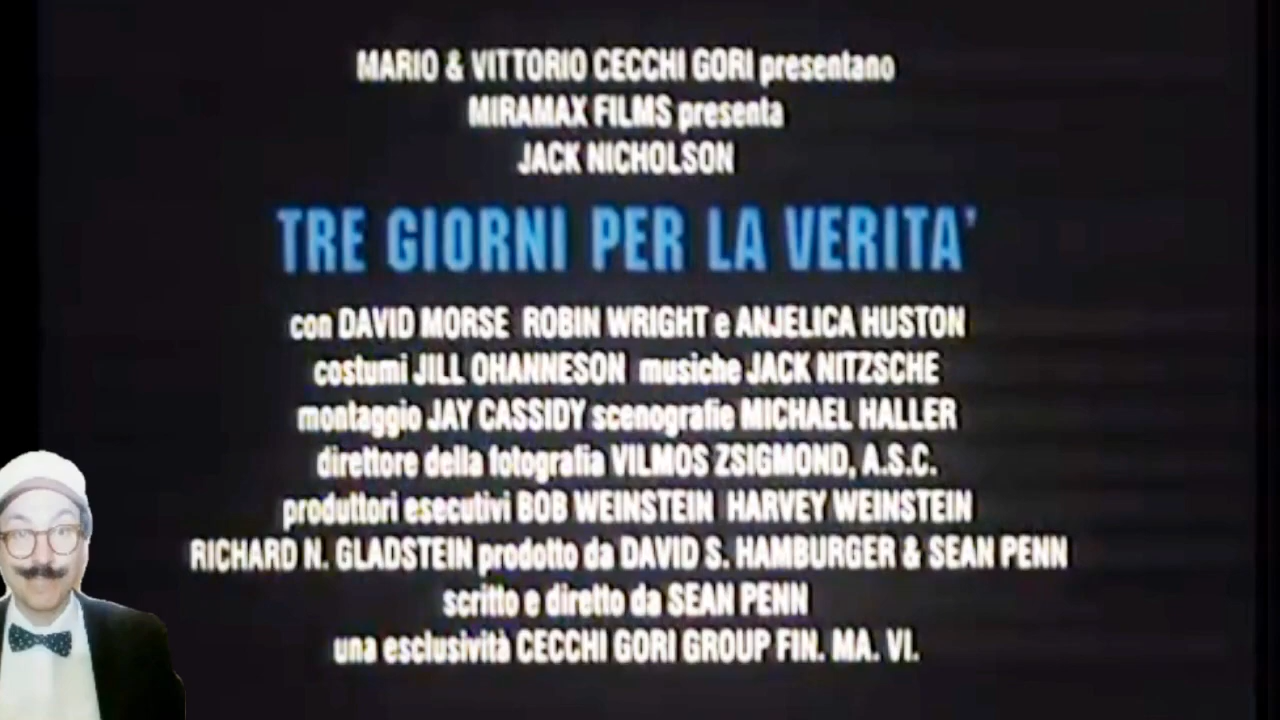 MARIO & VITTORIO CECCHI GORI presentano
MIRAMAX FILMS presenta
JACK NICHOLSON
TRE GIORNI PER LA VERITA'
con DAVID MORSE ROBIN WRIGHT e ANJELICA HUSTON
costumi JILL OHANNESON musiche JACK NITZSCHE
montaggio JAY CASSIDY scenografie MICHAEL HALLER
direttore della fotografia VILMOS ZSIGMOND, A.S.C.
produttori esecutivi BOB WEINSTEIN HARVEY WEINSTEIN
RICHARD N. GLADSTEIN prodotto da DAVID S. HAMBURGER & SEAN PENN
scritto e diretto da SEAN PENN
una esclusività CECCHI GORI GROUP FIN. MA. VI.